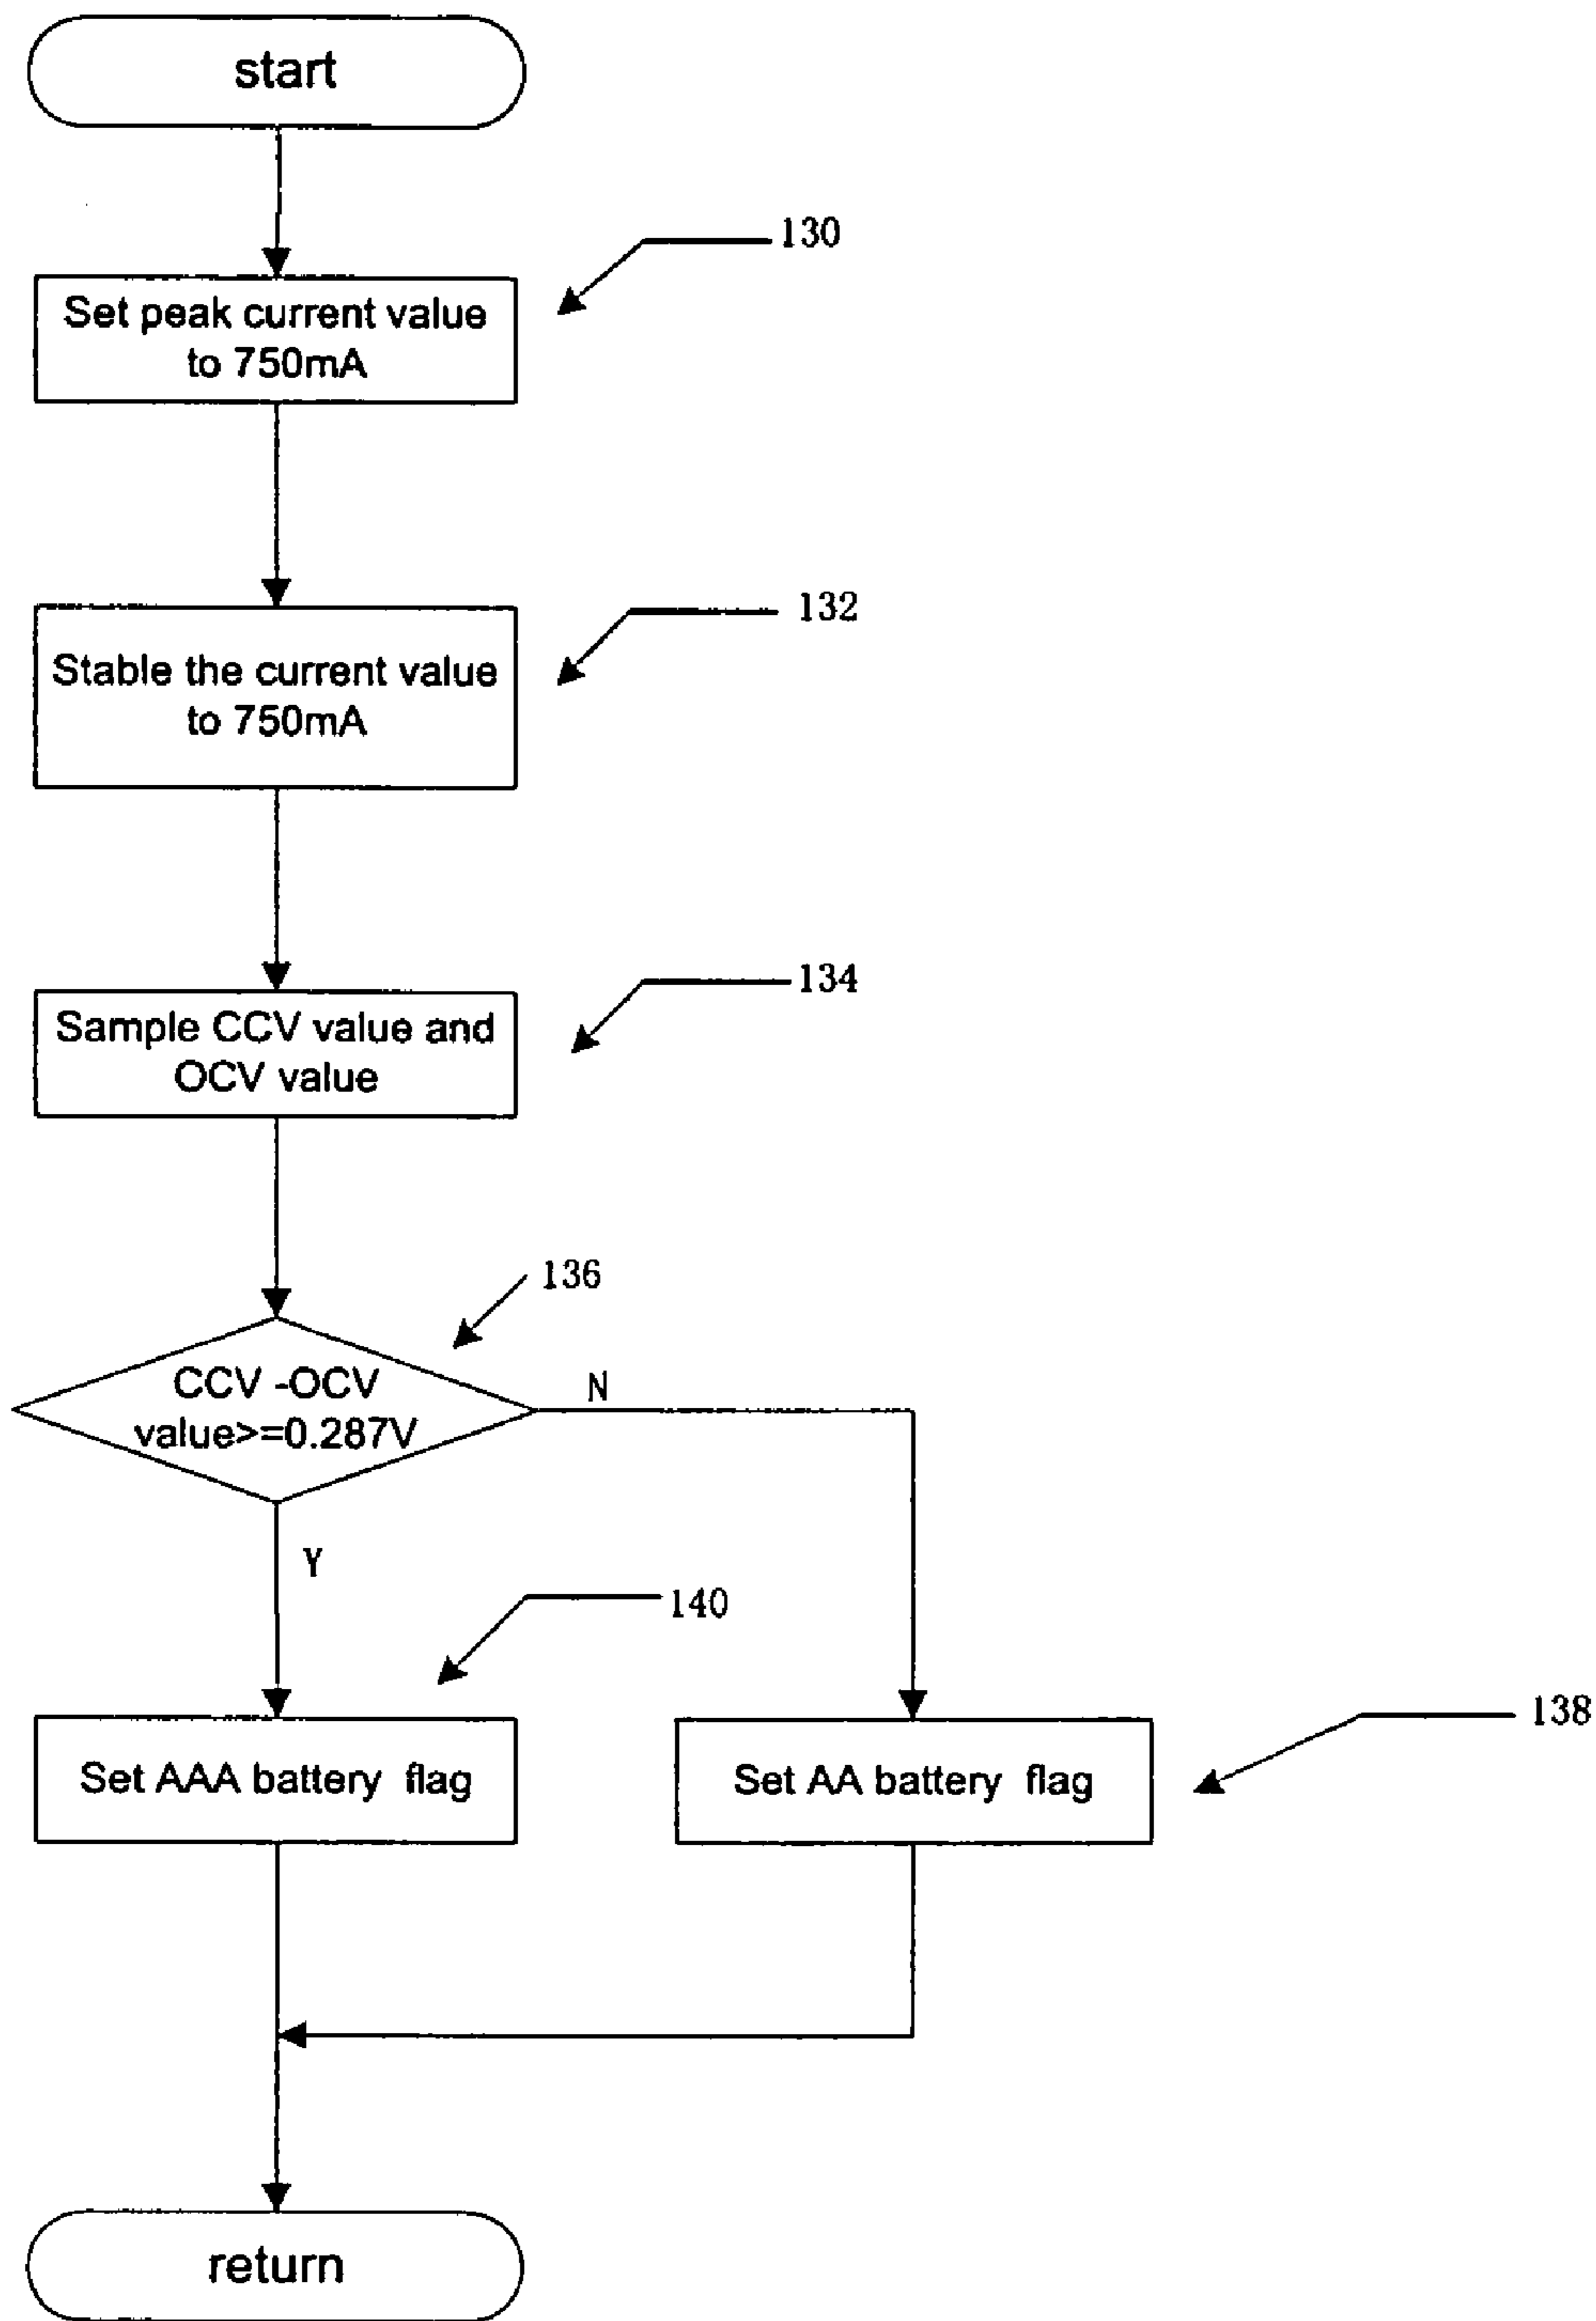 start
130
Set peak current value
to 750mA
132
Stable the current value
to 750mA
134
Sample CCV value and
OCV value
136
CCV -OCV
value>=0.287V
N
Y
140
138
Set AAA battery flag
Set AA battery flag
return